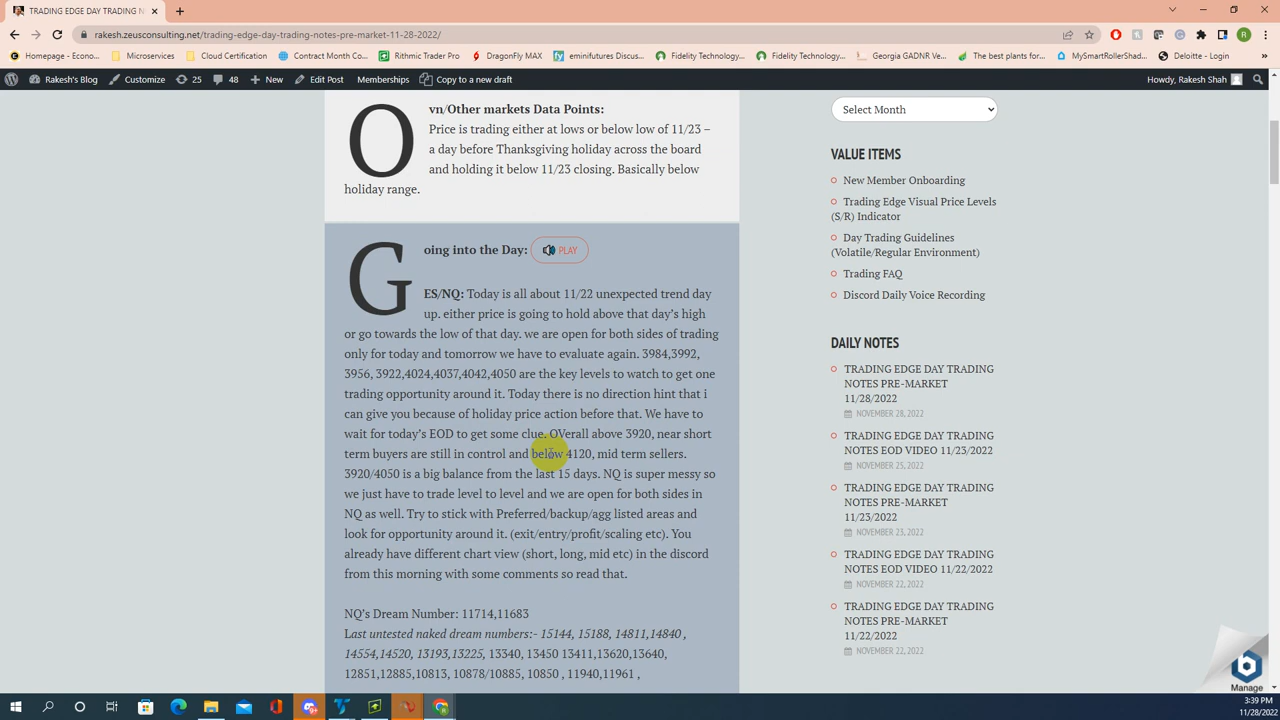 TRADING EDGE DAY TRADING NOTES
rakesh.zeusconsulting.net/trading-edge-day-trading-notes-pre-market-11-28-2022/
Homepage - Econo...
Microservices
Cloud Certification
Contract Month Co...
Rithmic Trader Pro
DragonFly MAX
eminifutures Discus...
Fidelity Technology...
Fidelity Technology...
Georgia GADNR Ve...
The best plants for...
MySmartRollerShad...
Deloitte - Login
Rakesh's Blog
Customize
25
48
New
Edit Post
Memberships
Copy to a new draft
Howdy, Rakesh Shah
Ovn/Other markets Data Points:
Price is trading either at lows or below low of 11/23 –
a day before Thanksgiving holiday across the board
and holding it below 11/23 closing. Basically below
holiday range.
Going into the Day: PLAY
ES/NQ: Today is all about 11/22 unexpected trend day
up. either price is going to hold above that day's high
or go towards the low of that day. we are open for both sides of trading
only for today and tomorrow we have to evaluate again. 3984,3992,
3956, 3922,4024,4037,4042,4050 are the key levels to watch to get one
trading opportunity around it. Today there is no direction hint that i
can give you because of holiday price action before that. We have to
wait for today's EOD to get some clue. OVerall above 3920, near short
term buyers are still in control and below 4120, mid term sellers.
3920/4050 is a big balance from the last 15 days. NQ is super messy so
we just have to trade level to level and we are open for both sides in
NQ as well. Try to stick with Preferred/backup/agg listed areas and
look for opportunity around it. (exit/entry/profit/scaling etc). You
already have different chart view (short, long, mid etc) in the discord
from this morning with some comments so read that.
NQ's Dream Number: 11714,11683
Last untested naked dream numbers:- 15144, 15188, 14811,14840 ,
14554,14520, 13193,13225, 13340, 13450 13411,13620,13640,
12851,12885,10813, 10878/10885, 10850 , 11940,11961 ,
Select Month
VALUE ITEMS
New Member Onboarding
Trading Edge Visual Price Levels
(S/R) Indicator
Day Trading Guidelines
(Volatile/Regular Environment)
Trading FAQ
Discord Daily Voice Recording
DAILY NOTES
TRADING EDGE DAY TRADING
NOTES PRE-MARKET
11/28/2022
NOVEMBER 28, 2022
TRADING EDGE DAY TRADING
NOTES EOD VIDEO 11/23/2022
NOVEMBER 25, 2022
TRADING EDGE DAY TRADING
NOTES PRE-MARKET
11/23/2022
NOVEMBER 23, 2022
TRADING EDGE DAY TRADING
NOTES EOD VIDEO 11/22/2022
NOVEMBER 22, 2022
TRADING EDGE DAY TRADING
NOTES PRE-MARKET
11/22/2022
NOVEMBER 22, 2022
Manage
3:39 PM
11/28/2022